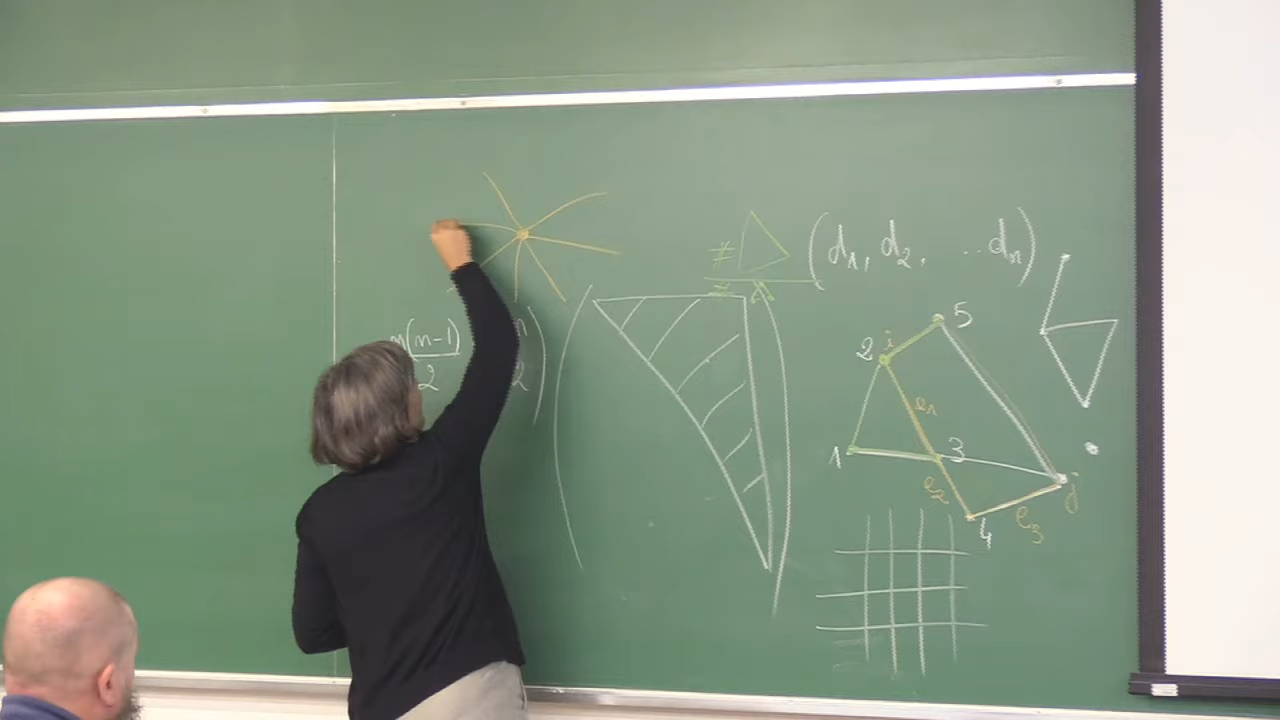 n(n-1)
2
n
2
≠
(d₁, d₂, ...dₙ)
5
2 i
e₁
1
3
e₂
j
e₃
4